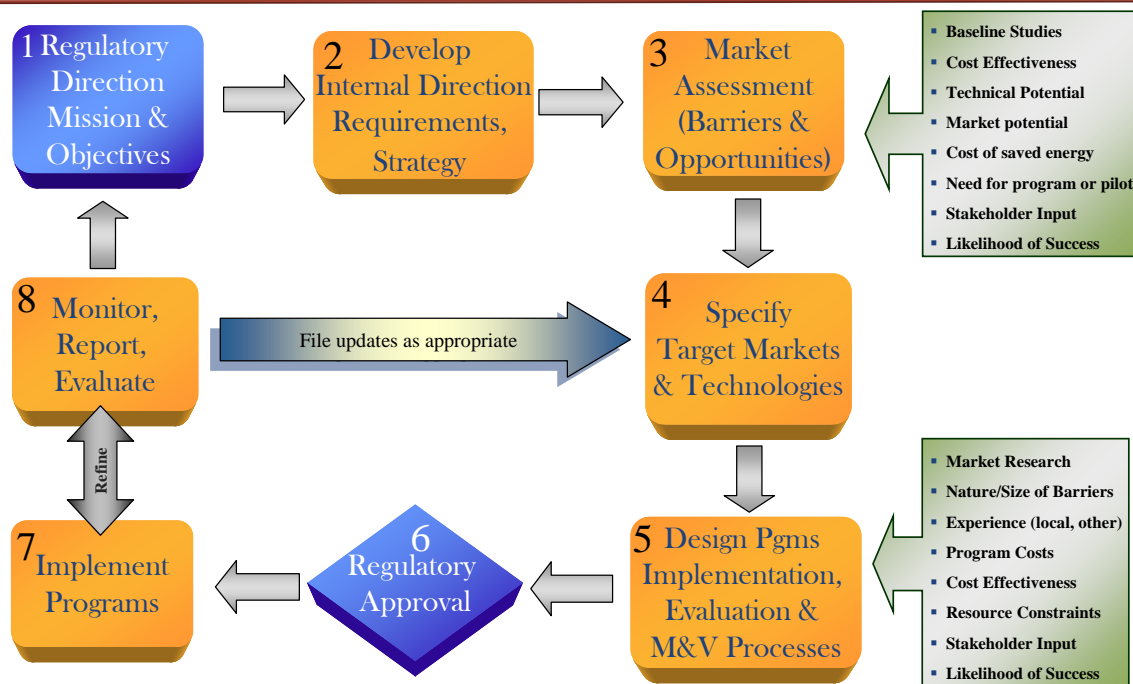 1 Regulatory
Direction
Mission &
Objectives
2 Develop
Internal Direction
Requirements,
Strategy
3 Market
Assessment
(Barriers &
Opportunities)
▪ Baseline Studies
▪ Cost Effectiveness
▪ Technical Potential
▪ Market potential
▪ Cost of saved energy
▪ Need for program or pilot
▪ Stakeholder Input
▪ Likelihood of Success
8 Monitor,
Report,
Evaluate
File updates as appropriate
4 Specify
Target Markets
& Technologies
Refine
7 Implement
Programs
6
Regulatory
Approval
5 Design Pgms
Implementation,
Evaluation &
M&V Processes
▪ Market Research
▪ Nature/Size of Barriers
▪ Experience (local, other)
▪ Program Costs
▪ Cost Effectiveness
▪ Resource Constraints
▪ Stakeholder Input
▪ Likelihood of Success